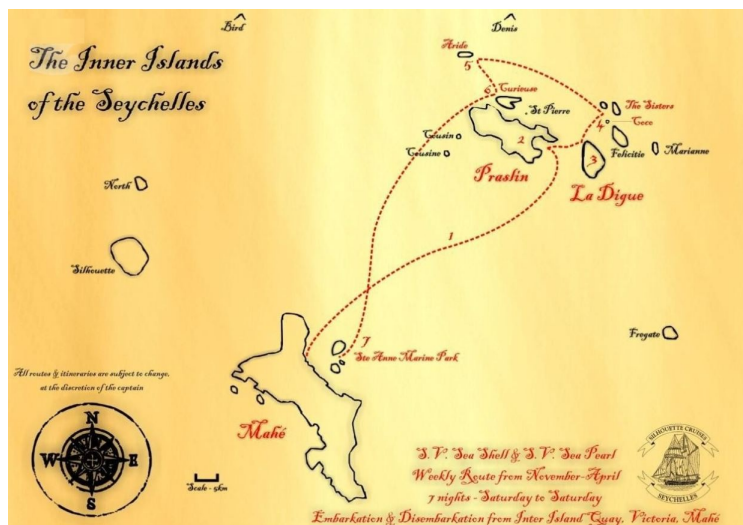 Bird
Denis
The Inner Islands
of the Seychelles
Aride
5
6
Curieuse
St Pierre
The Sisters
Coco
4
Cousin
2
Cousine
3
Felicitie
Marianne
Praslin
La Digue
North
1
Silhouette
Fregate
7
Ste Anne Marine Park
All routes & itineraries are subject to change,
at the discretion of the captain
N
W
E
S
Mahé
Scale - 5km
S.V. Sea Shell & S.V. Sea Pearl
Weekly Route from November-April
7 nights - Saturday to Saturday
Embarkation & Disembarkation from Inter Island Quay, Victoria, Mahé
SILHOUETTE CRUISES
SEYCHELLES